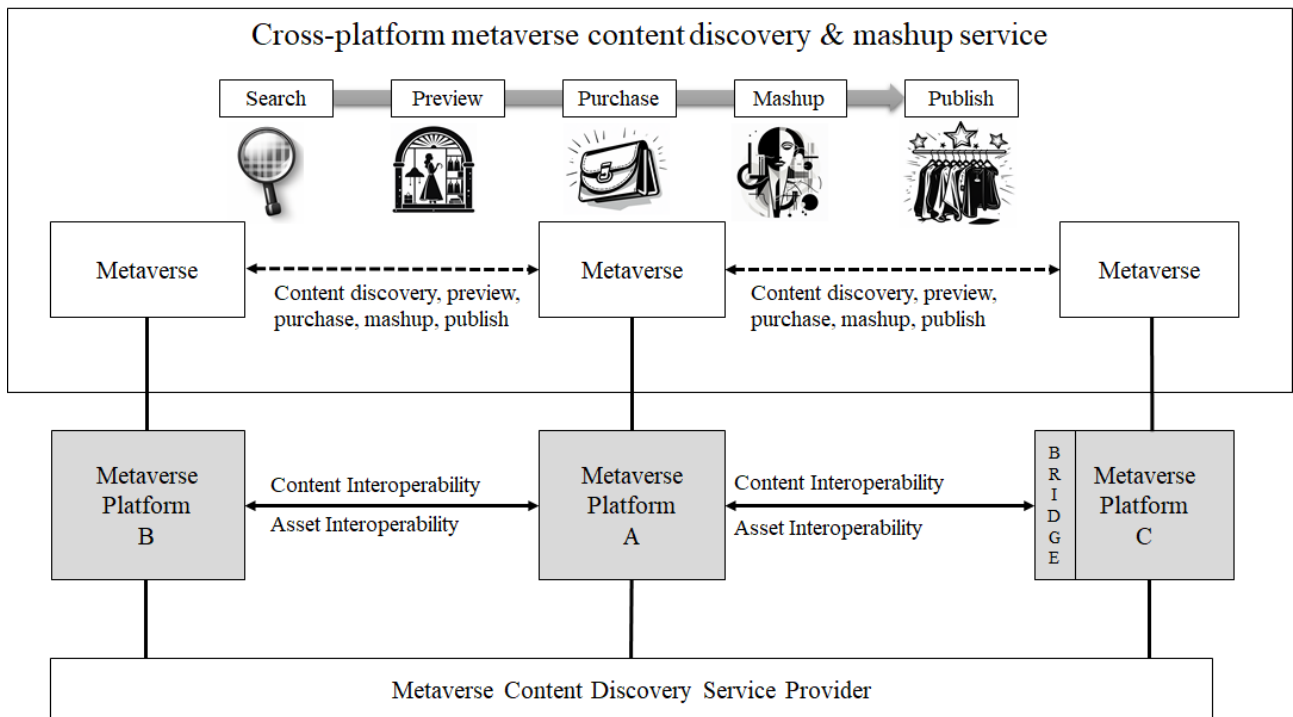 Cross-platform metaverse content discovery & mashup service
Search
Preview
Purchase
Mashup
Publish
Metaverse
Metaverse
Metaverse
Content discovery, preview,
purchase, mashup, publish
Content discovery, preview,
purchase, mashup, publish
Metaverse
Platform
B
Content Interoperability
Asset Interoperability
Metaverse
Platform
A
Content Interoperability
Asset Interoperability
B
R
I
D
G
E
Metaverse
Platform
C
Metaverse Content Discovery Service Provider